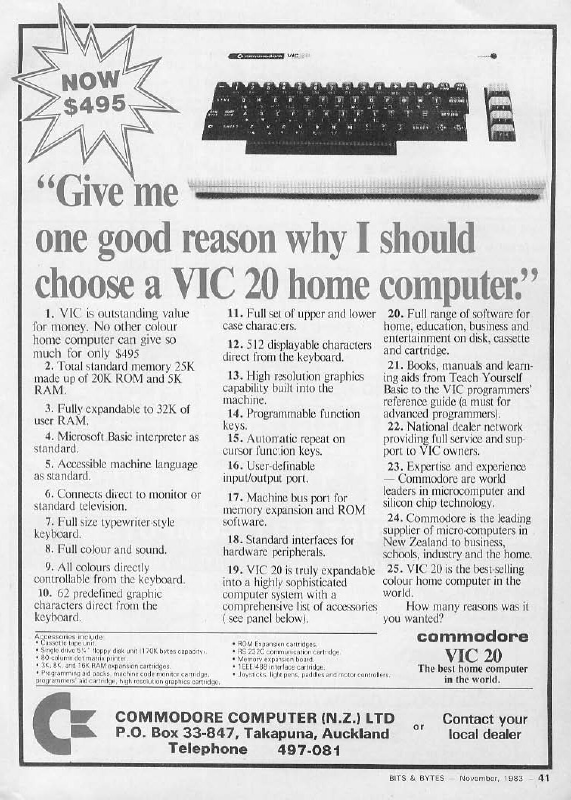 NOW
$495
commodore VIC 20
“Give me
one good reason why I should
choose a VIC 20 home computer.”
1. VIC is outstanding value
for money. No other colour
home computer can give so
much for only $495
2. Total standard memory 25K
made up of 20K ROM and 5K
RAM.
3. Fully expandable to 32K of
user RAM.
4. Microsoft Basic interpreter as
standard.
5. Accessible machine language
as standard.
6. Connects direct to monitor or
standard television.
7. Full size typewriter style
keyboard.
8. Full colour and sound.
9. All colours directly
controllable from the keyboard.
10. 62 predefined graphic
characters direct from the
keyboard.
11. Full set of upper and lower
case characters.
12. 512 displayable characters
direct from the keyboard.
13. High resolution graphics
capability built into the
machine.
14. Programmable function
keys.
15. Automatic repeat on
cursor function keys.
16. User-definable
input/output port.
17. Machine bus port for
memory expansion and ROM
software.
18. Standard interfaces for
hardware peripherals.
19. VIC 20 is truly expandable
into a highly sophisticated
computer system with a
comprehensive list of accessories
(see panel below).
20. Full range of software for
home, education, business and
entertainment on disk, cassette
and cartridge.
21. Books, manuals and learn-
ing aids from Teach Yourself
Basic to the VIC programmers'
reference guide (a must for
advanced programmers).
22. National dealer network
providing full service and sup-
port to VIC owners.
23. Expertise and experience
— Commodore are world
leaders in microcomputer and
silicon chip technology.
24. Commodore is the leading
supplier of micro-computers in
New Zealand to business,
schools, industry and the home.
25. VIC 20 is the best-selling
colour home computer in the
world.
How many reasons was it
you wanted?
Accessories include:
• Cassette tape unit.
• Single drive 5¼" floppy disk unit (170K bytes capacity).
• 80-column dot matrix printer
• 3K, 8K, and 16K RAM expansion cartridges.
• Programming aid packs, machine code monitor cartridge,
programmers' aid cartridge, high resolution graphics cartridge.
• ROM Expansion cartridges.
• RS 232C communication cartridge.
• Memory expansion board.
• IEEE 488 interface cartridge.
• Joysticks, light pens, paddles and motor controllers.
commodore
VIC 20
The best home computer
in the world.
COMMODORE COMPUTER (N.Z.) LTD
P.O. Box 33-847, Takapuna, Auckland
Telephone 497-081
or
Contact your
local dealer
BITS & BYTES — November, 1983 — 41